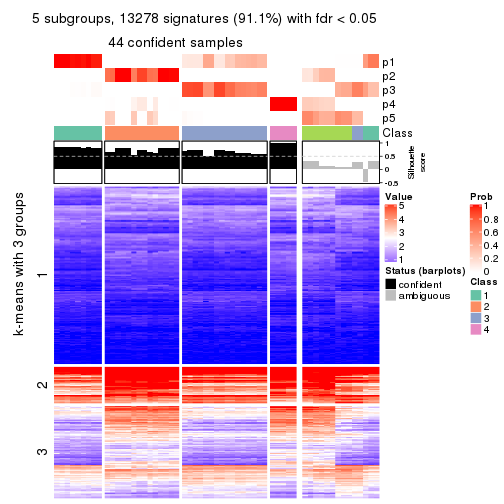 5 subgroups, 13278 signatures (91.1%) with fdr < 0.05
44 confident samples
p1
p2
p3
p4
p5
Class
1
0.5
0
-0.5
Silhouette
score
k-means with 3 groups
1
2
3
Value
5
4
3
2
1
Status (barplots)
confident
ambiguous
Prob
1
0.8
0.6
0.4
0.2
0
Class
1
2
3
4